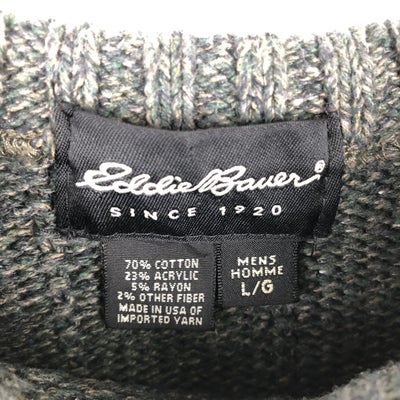 Eddie Bauer®
SINCE 1920
70% COTTON
23% ACRYLIC
5% RAYON
2% OTHER FIBER
MADE IN USA OF
IMPORTED YARN
MENS
HOMME
L/G